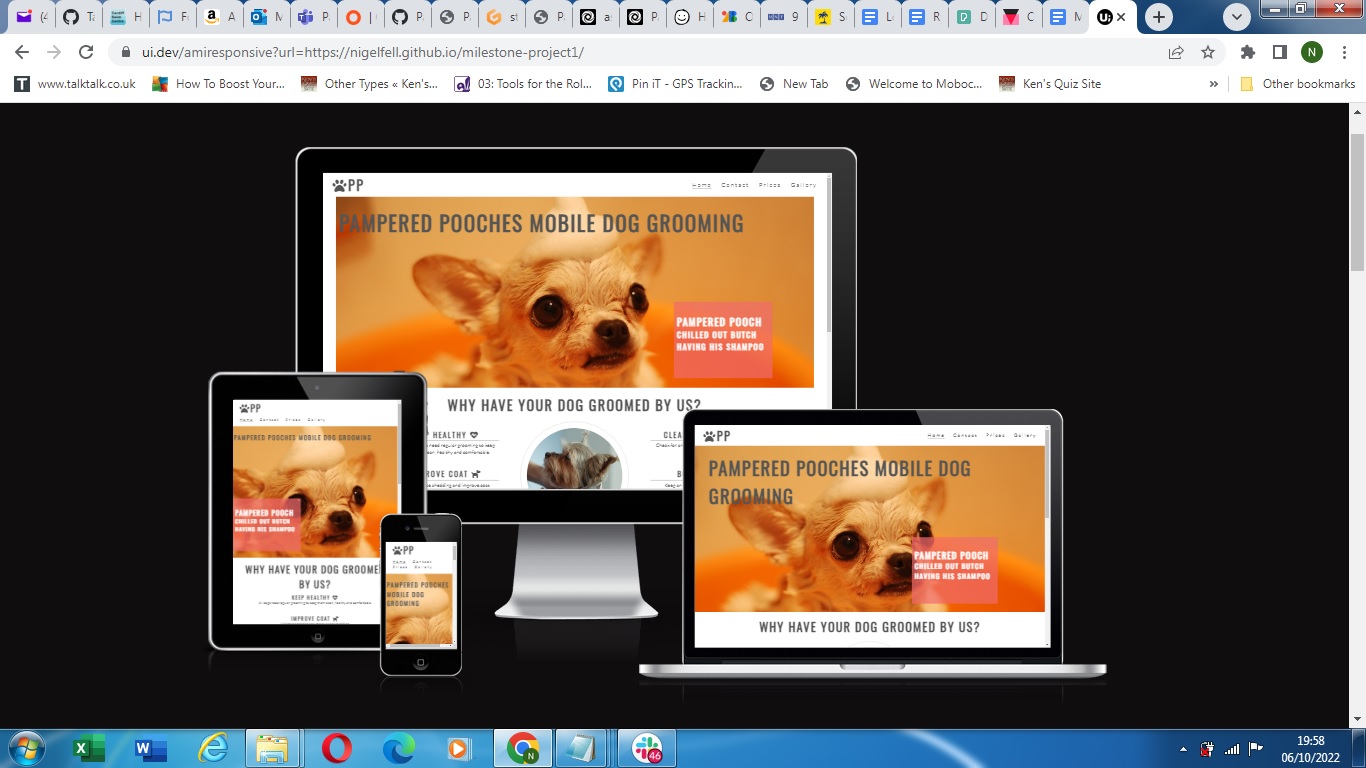 ui.dev/amiresponsive?url=https://nigelfell.github.io/milestone-project1/
N
www.talktalk.co.uk
How To Boost Your...
Other Types « Ken's...
03: Tools for the Rol...
Pin iT - GPS Trackin...
New Tab
Welcome to Moboc...
Ken's Quiz Site
»
Other bookmarks
PP
Home Contact Prices Gallery
PAMPERED POOCHES MOBILE DOG GROOMING
PAMPERED POOCH
CHILLED OUT BUTCH
HAVING HIS SHAMPOO
WHY HAVE YOUR DOG GROOMED BY US?
HEALTHY
CLEA
ROVE COAT
PP
Home Contact Prices Gallery
PAMPERED POOCHES MOBILE DOG GROOMING
PAMPERED POOCH
CHILLED OUT BUTCH
HAVING HIS SHAMPOO
WHY HAVE YOUR DOG GROOMED
BY US?
KEEP HEALTHY
IMPROVE COAT
PP
Home Contact
Prices Gallery
PAMPERED POOCHES
MOBILE DOG
GROOMING
PP
Home Contact Prices Gallery
PAMPERED POOCHES MOBILE DOG
GROOMING
PAMPERED POOCH
CHILLED OUT BUTCH
HAVING HIS SHAMPOO
WHY HAVE YOUR DOG GROOMED BY US?
46
19:58
06/10/2022